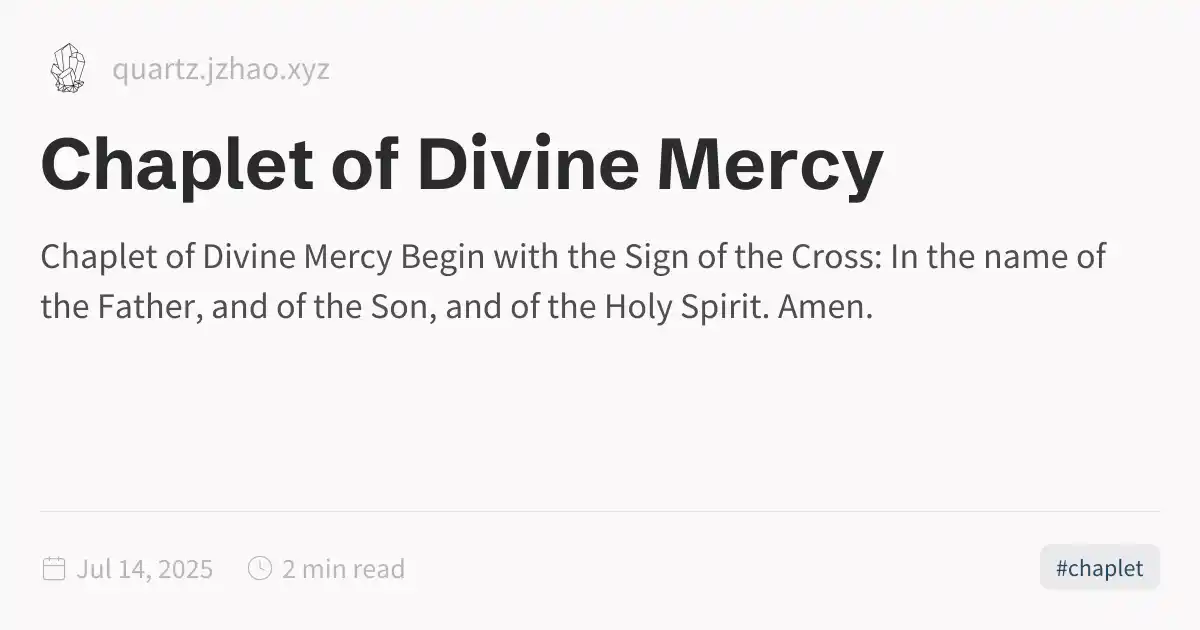 quartz.jzhao.xyz
Chaplet of Divine Mercy
Chaplet of Divine Mercy Begin with the Sign of the Cross: In the name of
the Father, and of the Son, and of the Holy Spirit. Amen.
Jul 14, 2025 2 min read #chaplet